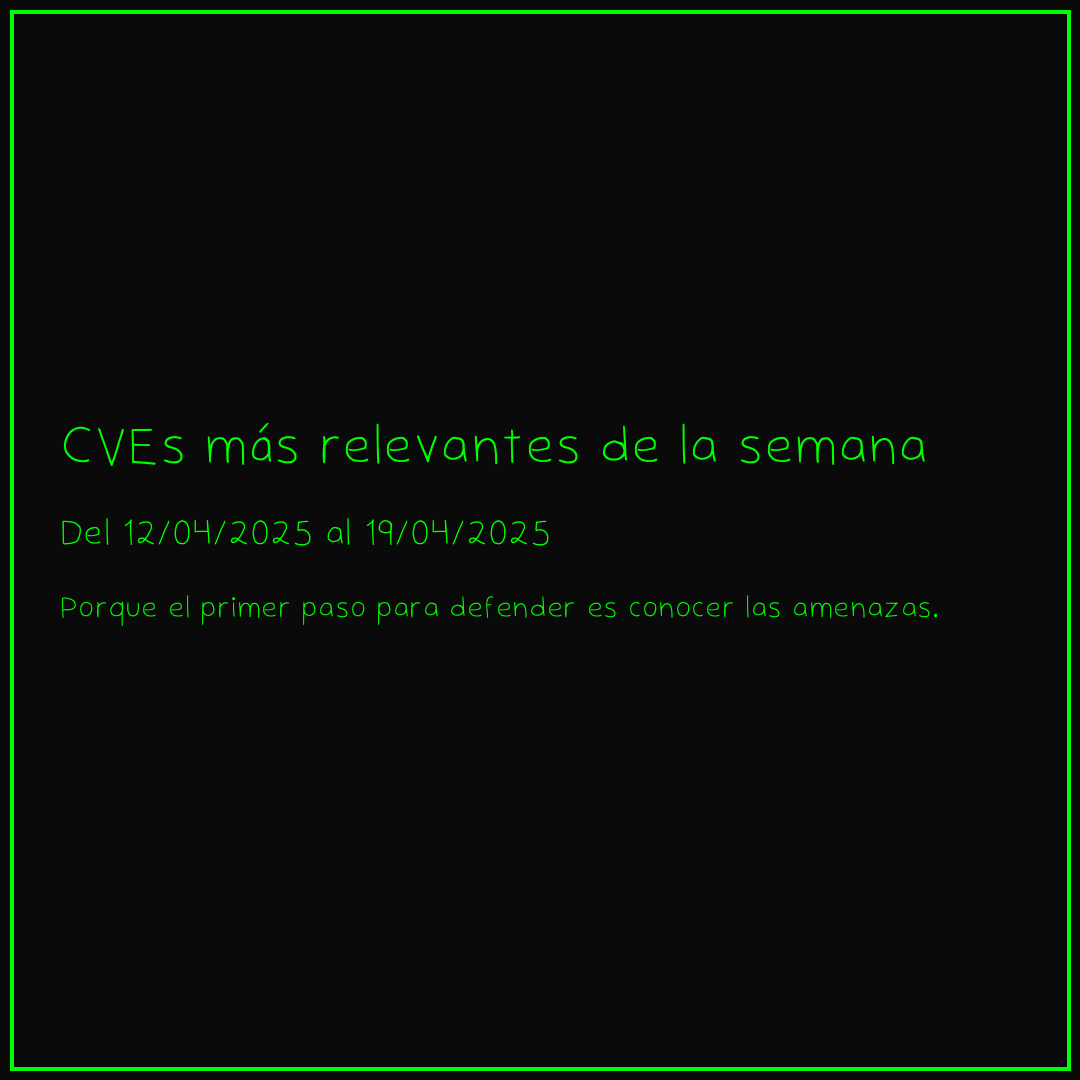 CVEs más relevantes de la semana
Del 12/04/2025 al 19/04/2025
Porque el primer paso para defender es conocer las amenazas.